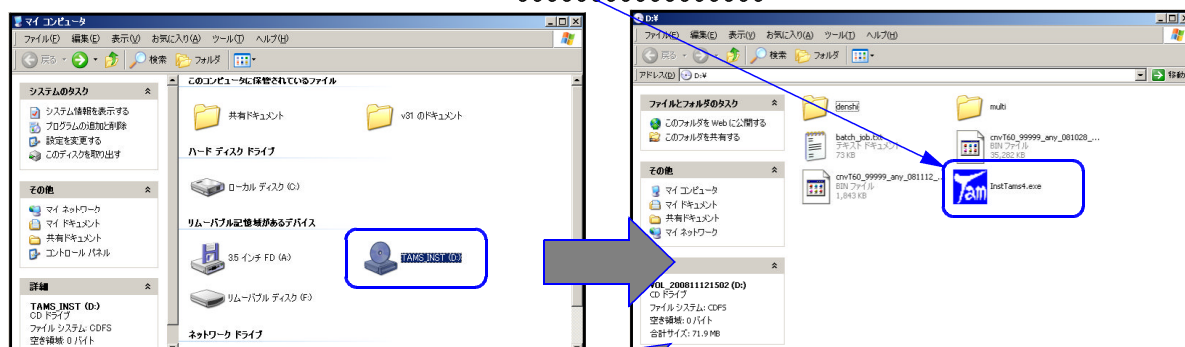 マイ コンピュータ
ファイル(F) 編集(E) 表示(V) お気に入り(A) ツール(T) ヘルプ(H)
戻る 検索 フォルダ
システムのタスク
システム情報を表示する
プログラムの追加と削除
設定を変更する
このディスクを取り出す
その他
マイ ネットワーク
マイ ドキュメント
共有ドキュメント
コントロール パネル
詳細
TAMS_INST (D:)
CD ドライブ
ファイル システム: CDFS
空き領域: 0 バイト
このコンピュータに保管されているファイル
共有ドキュメント
v31 のドキュメント
ハード ディスク ドライブ
ローカル ディスク (C:)
リムーバブル記憶域があるデバイス
3.5 インチ FD (A:)
TAMS_INST (D:)
リムーバブル ディスク (F:)
ネットワーク ドライブ
D:¥
ファイル(F) 編集(E) 表示(V) お気に入り(A) ツール(T) ヘルプ(H)
戻る 検索 フォルダ
アドレス(D) D:¥
移動
ファイルとフォルダのタスク
このフォルダを Web に公開する
このフォルダを共有する
その他
マイ コンピュータ
マイ ドキュメント
共有ドキュメント
マイ ネットワーク
VOL_200811121502 (D:)
CD ドライブ
ファイル システム: CDFS
空き領域: 0 バイト
合計サイズ: 71.9 MB
denshi
multi
batch_job.txt
テキスト ドキュメント
73 KB
cnvT60_99999_any_081028_...
BIN ファイル
35,282 KB
cnvT60_99999_any_081112_...
BIN ファイル
1,843 KB
Tam
InstTams4.exe